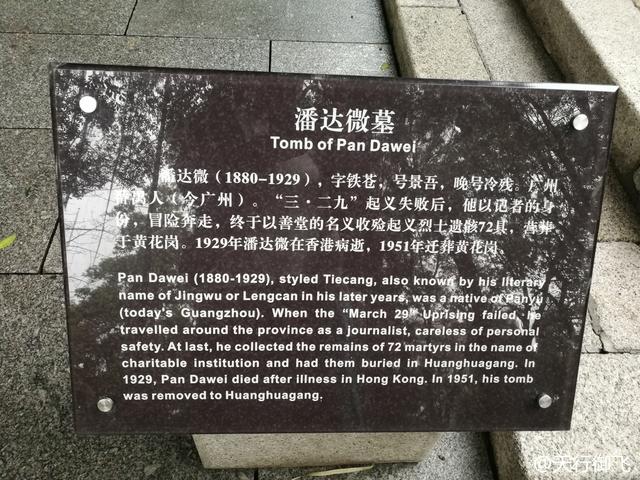 潘达微墓
Tomb of Pan Dawei
潘达微（1880-1929），字铁苍，号景吾，晚号冷残。广州
番禺人（今广州）。“三·二九”起义失败后，他以记者的身
份，冒险奔走，终于以善堂的名义收殓起义烈士遗骸72具，营葬
于黄花岗。1929年潘达微在香港病逝，1951年迁葬黄花岗。
Pan Dawei (1880-1929), styled Tiecang, also known by his literary
name of Jingwu or Lengcan in his later years, was a native of Panyu
(today's Guangzhou). When the “March 29” Uprising failed, he
travelled around the province as a journalist, careless of personal
safety. At last, he collected the remains of 72 martyrs in the name of
charitable institution and had them buried in Huanghuagang. In
1929, Pan Dawei died after illness in Hong Kong. In 1951, his tomb
was removed to Huanghuagang.
@天行御飞